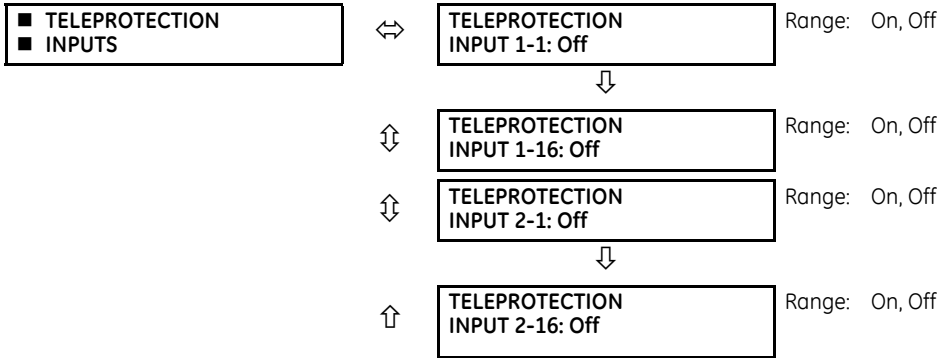 ■ TELEPROTECTION
■ INPUTS
TELEPROTECTION
INPUT 1-1: Off
Range: On, Off
TELEPROTECTION
INPUT 1-16: Off
Range: On, Off
TELEPROTECTION
INPUT 2-1: Off
Range: On, Off
TELEPROTECTION
INPUT 2-16: Off
Range: On, Off